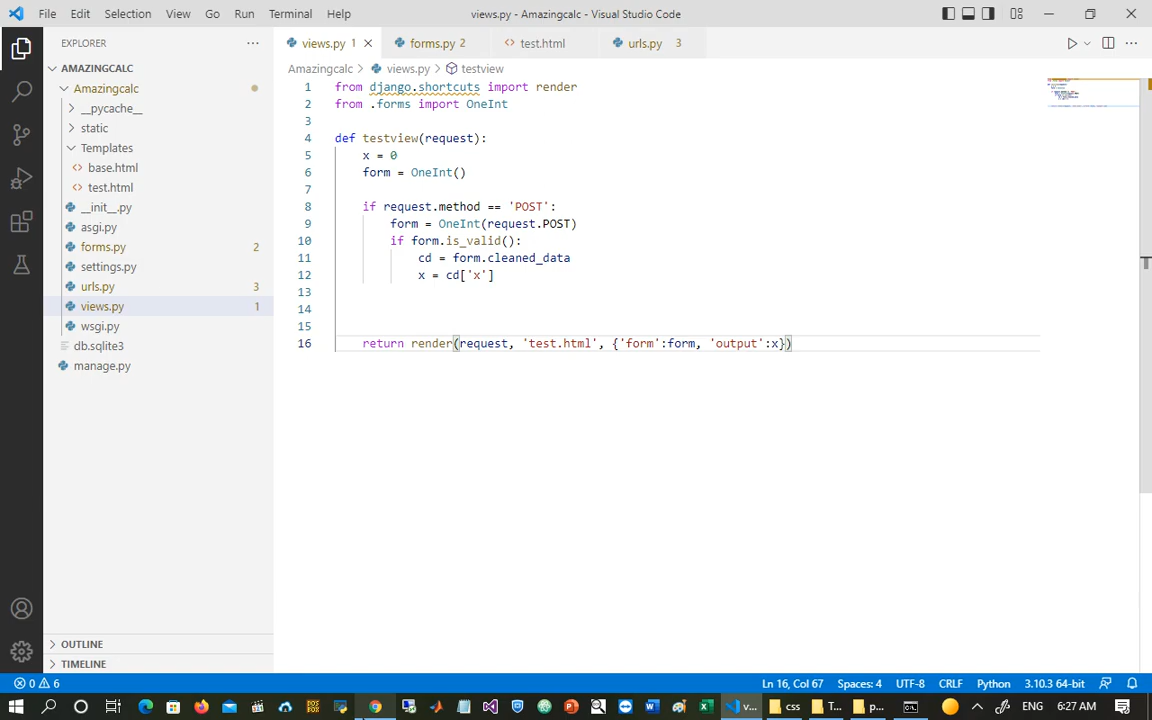 File Edit Selection View Go Run Terminal Help views.py - Amazingcalc - Visual Studio Code
EXPLORER
AMAZINGCALC
Amazingcalc
__pycache__
static
Templates
base.html
test.html
__init__.py
asgi.py
forms.py 2
settings.py
urls.py 3
views.py 1
wsgi.py
db.sqlite3
manage.py
OUTLINE
TIMELINE
views.py 1 forms.py 2 test.html urls.py 3
Amazingcalc > views.py > testview
1 from django.shortcuts import render
2 from .forms import OneInt
3
4 def testview(request):
5 x = 0
6 form = OneInt()
7
8 if request.method == 'POST':
9 form = OneInt(request.POST)
10 if form.is_valid():
11 cd = form.cleaned_data
12 x = cd['x']
13
14
15
16 return render(request, 'test.html', {'form':form, 'output':x})
0 6 Ln 16, Col 67 Spaces: 4 UTF-8 CRLF Python 3.10.3 64-bit
v... css T... p... ENG 6:27 AM